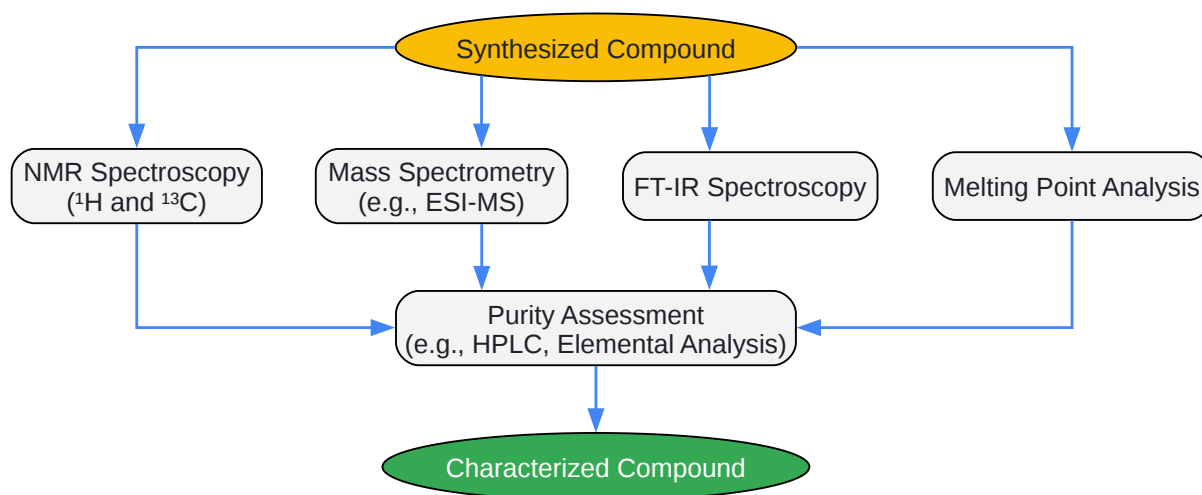 Synthesized Compound
NMR Spectroscopy
(¹H and ¹³C)
Mass Spectrometry
(e.g., ESI-MS)
FT-IR Spectroscopy
Melting Point Analysis
Purity Assessment
(e.g., HPLC, Elemental Analysis)
Characterized Compound